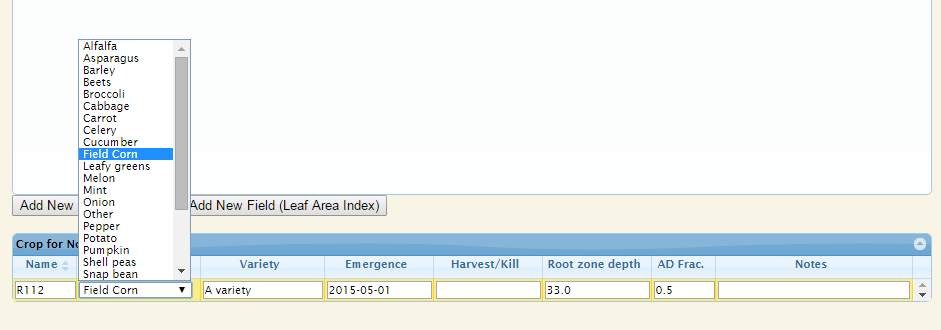 Alfalfa
Asparagus
Barley
Beets
Broccoli
Cabbage
Carrot
Celery
Cucumber
Field Corn
Leafy greens
Melon
Mint
Onion
Other
Pepper
Potato
Pumpkin
Shell peas
Snap bean
Add New
Add New Field (Leaf Area Index)
Crop for
Name Variety Emergence Harvest/Kill Root zone depth AD Frac. Notes
R112 Field Corn A variety 2015-05-01 33.0 0.5